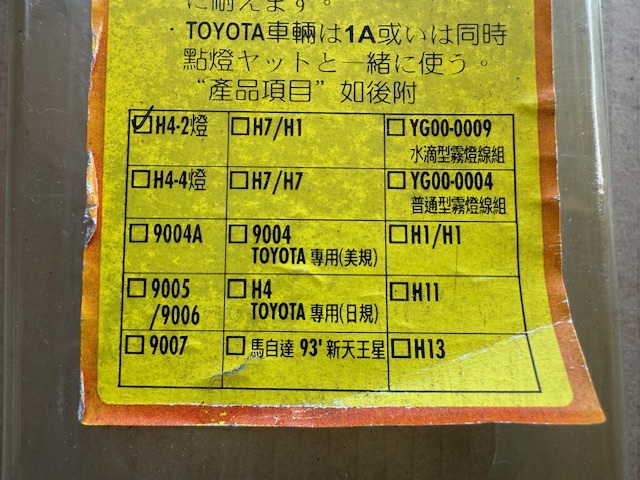 に耐えます。
·TOYOTA車輛は1A或いは同時
點燈ヤットと一緒に使う。
“產品項目”如後附
☑H4-2燈 □H7/H1 □YG00-0009
水滴型霧燈線組
□H4-4燈 □H7/H7 □YG00-0004
普通型霧燈線組
□9004A □9004 □H1/H1
TOYOTA 專用(美規)
□9005 □H4 □H11
/9006 TOYOTA 專用(日規)
□9007 □馬自達 93' 新天王星 □H13